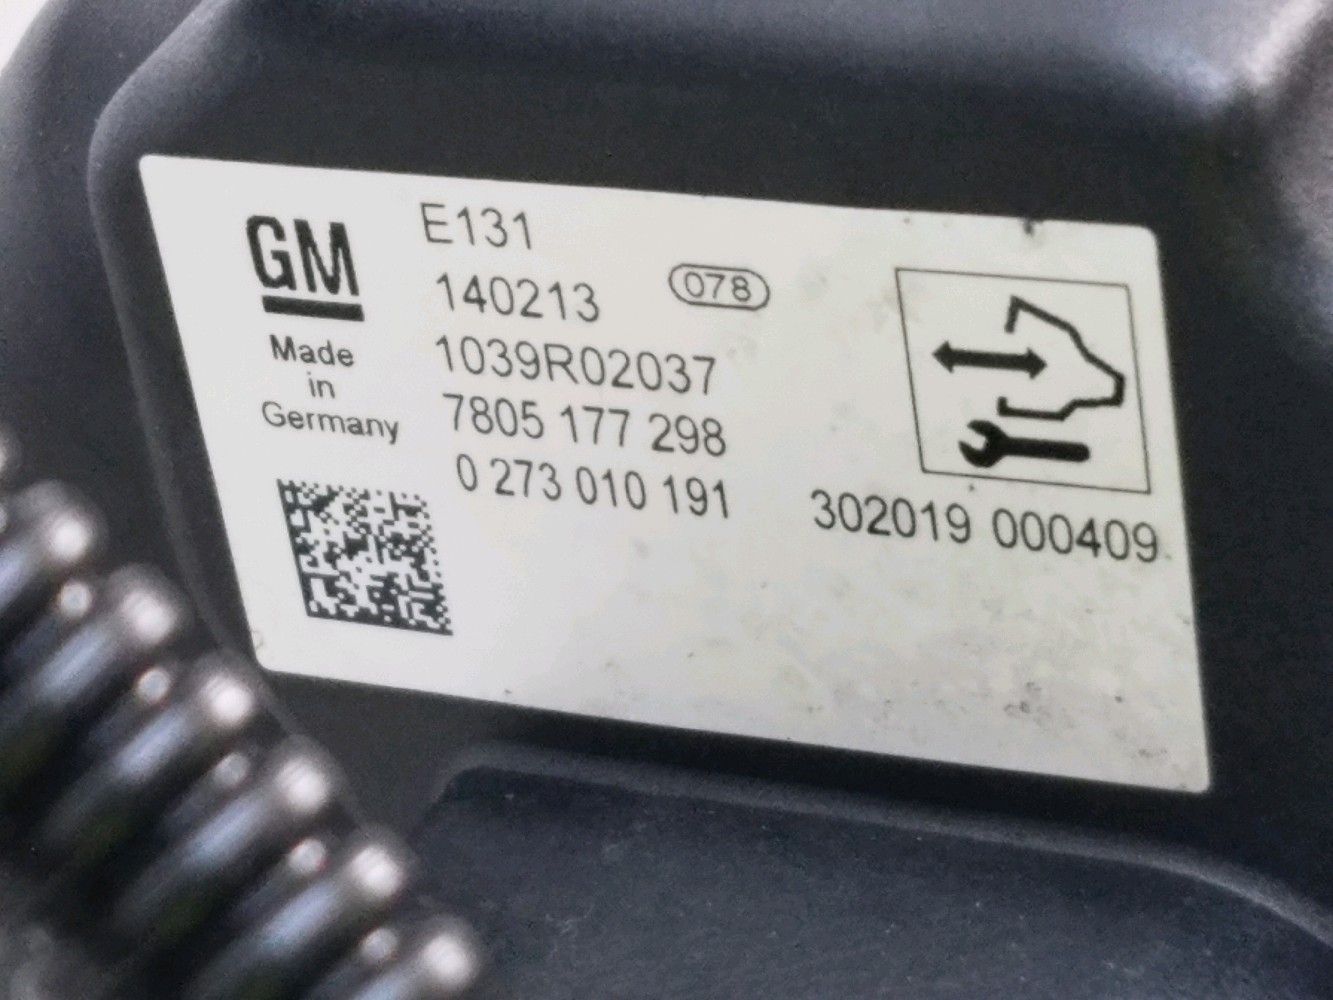 GM
Made
in
Germany
E131
140213
078
1039R02037
7805 177 298
0 273 010 191
302019 000409